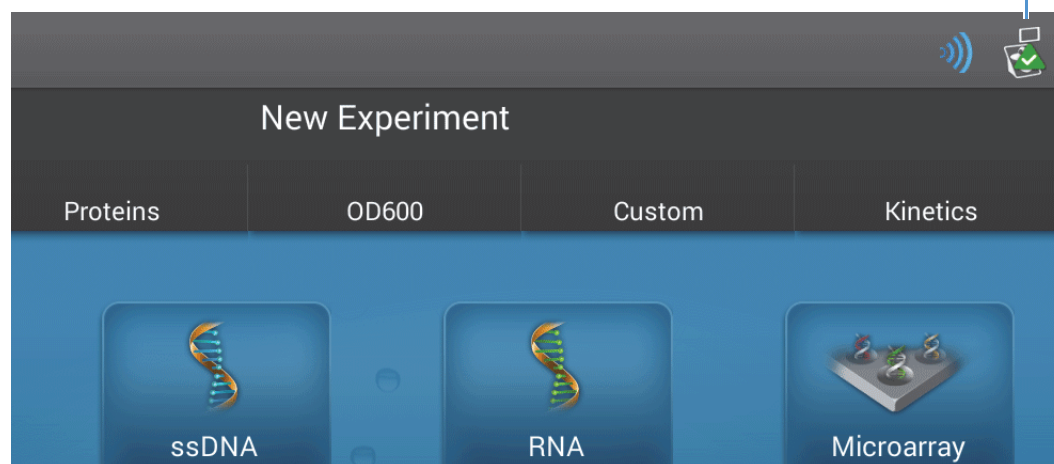 New Experiment
Proteins OD600 Custom Kinetics
ssDNA RNA Microarray